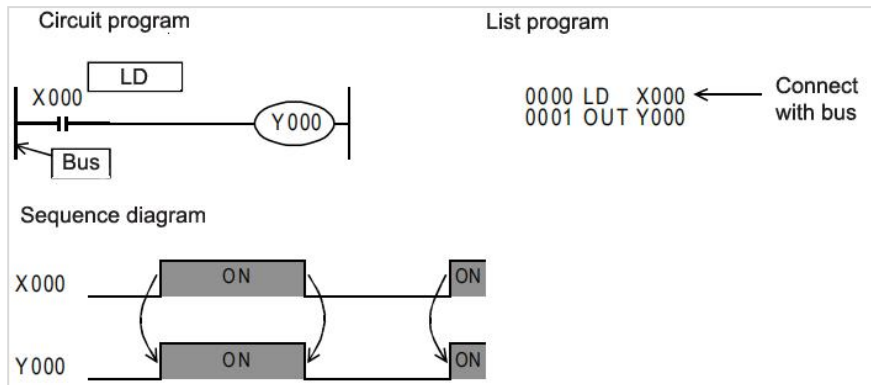 Circuit program
List program
LD
X000
Y000
Bus
0000 LD X000
0001 OUT Y000
Connect
with bus
Sequence diagram
X000
ON
ON
Y000
ON
ON